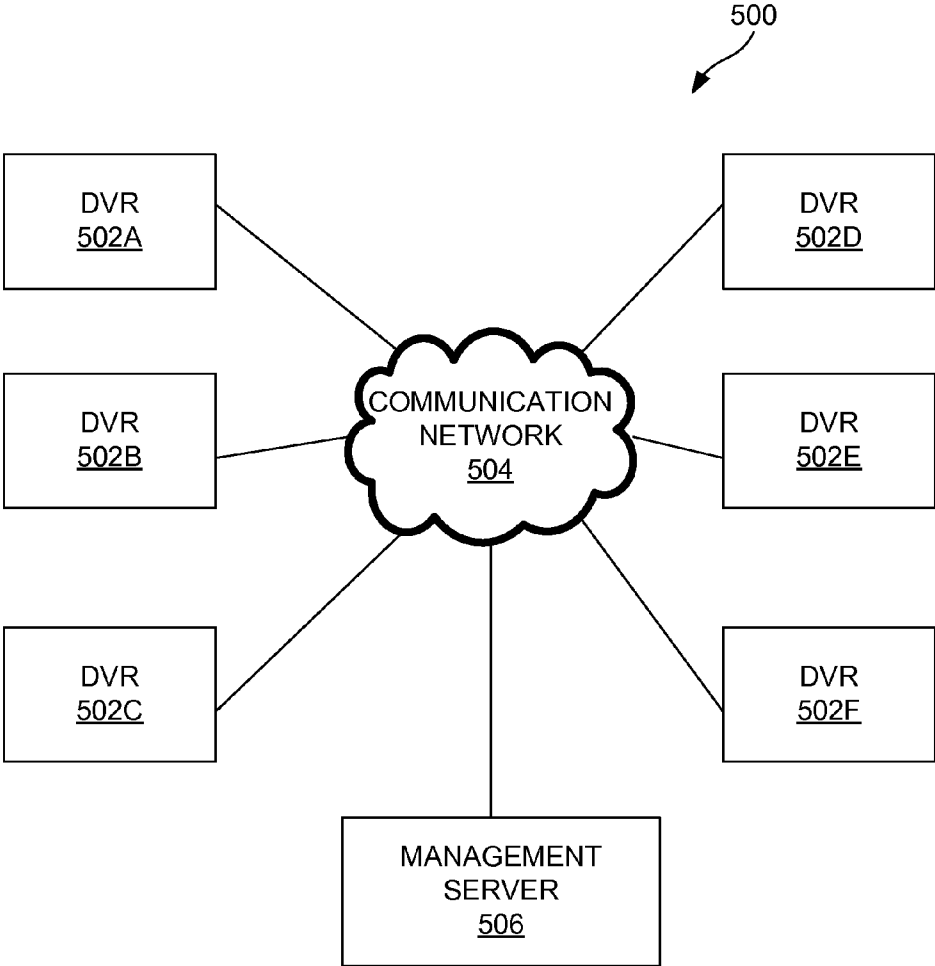 500
DVR
502A
DVR
502D
COMMUNICATION
NETWORK
504
DVR
502B
DVR
502E
DVR
502C
DVR
502F
MANAGEMENT
SERVER
506